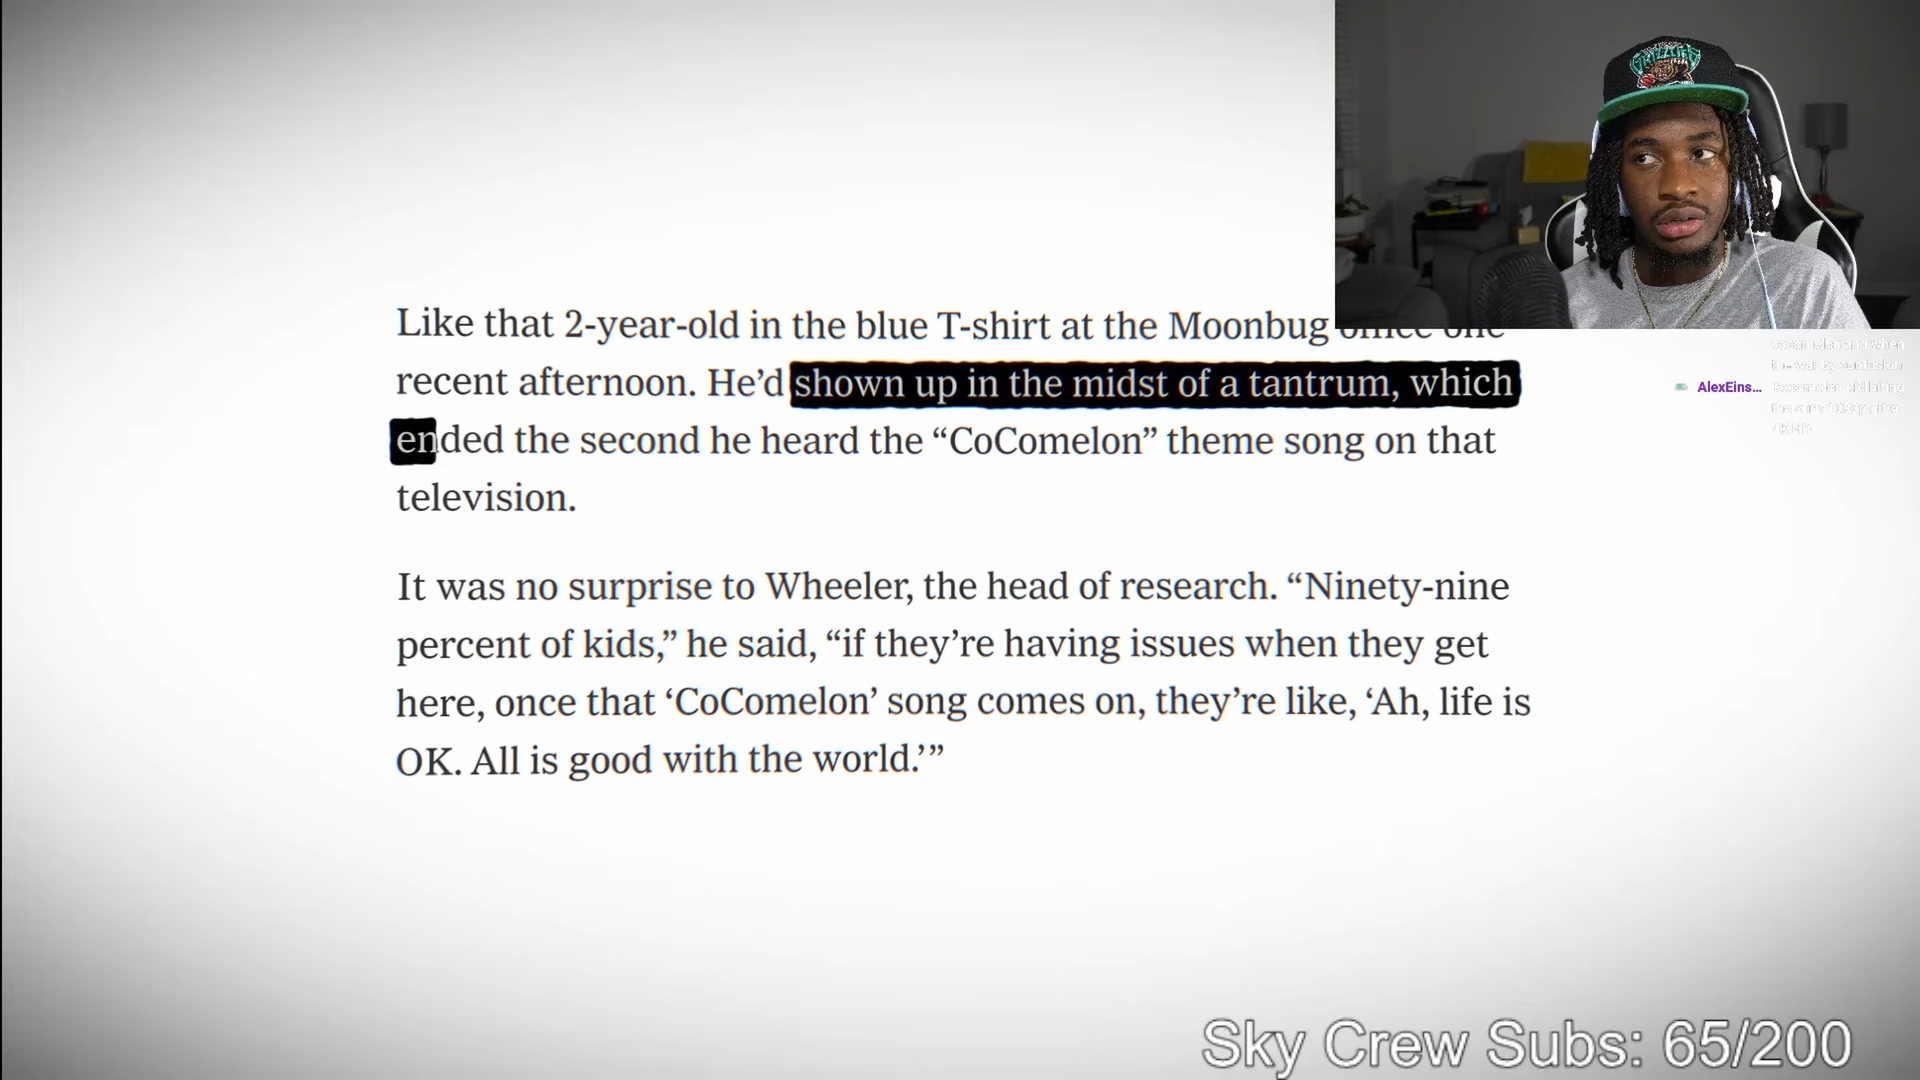 GRIZZLIES
Like that 2-year-old in the blue T-shirt at the Moonbug office one
recent afternoon. He’d shown up in the midst of a tantrum, which
ended the second he heard the “CoComelon” theme song on that
television.
It was no surprise to Wheeler, the head of research. “Ninety-nine
percent of kids,” he said, “if they’re having issues when they get
here, once that ‘CoComelon’ song comes on, they’re like, ‘Ah, life is
OK. All is good with the world.’”
AlexEins...
Sky Crew Subs: 65/200